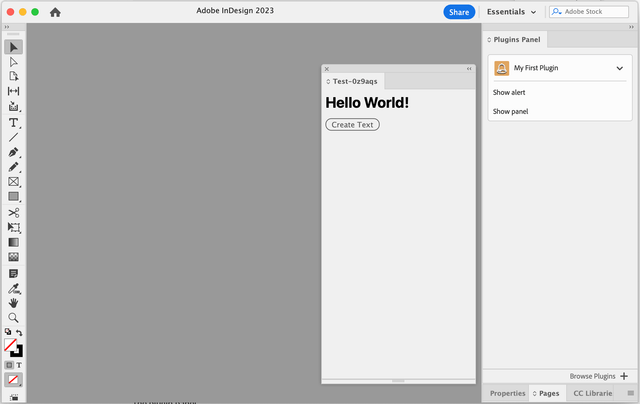 Adobe InDesign 2023
Share
Essentials
Adobe Stock
Plugins Panel
My First Plugin
Show alert
Show panel
Test-0z9aqs
Hello World!
Create Text
T
T
Browse Plugins
Properties
Pages
CC Librarie